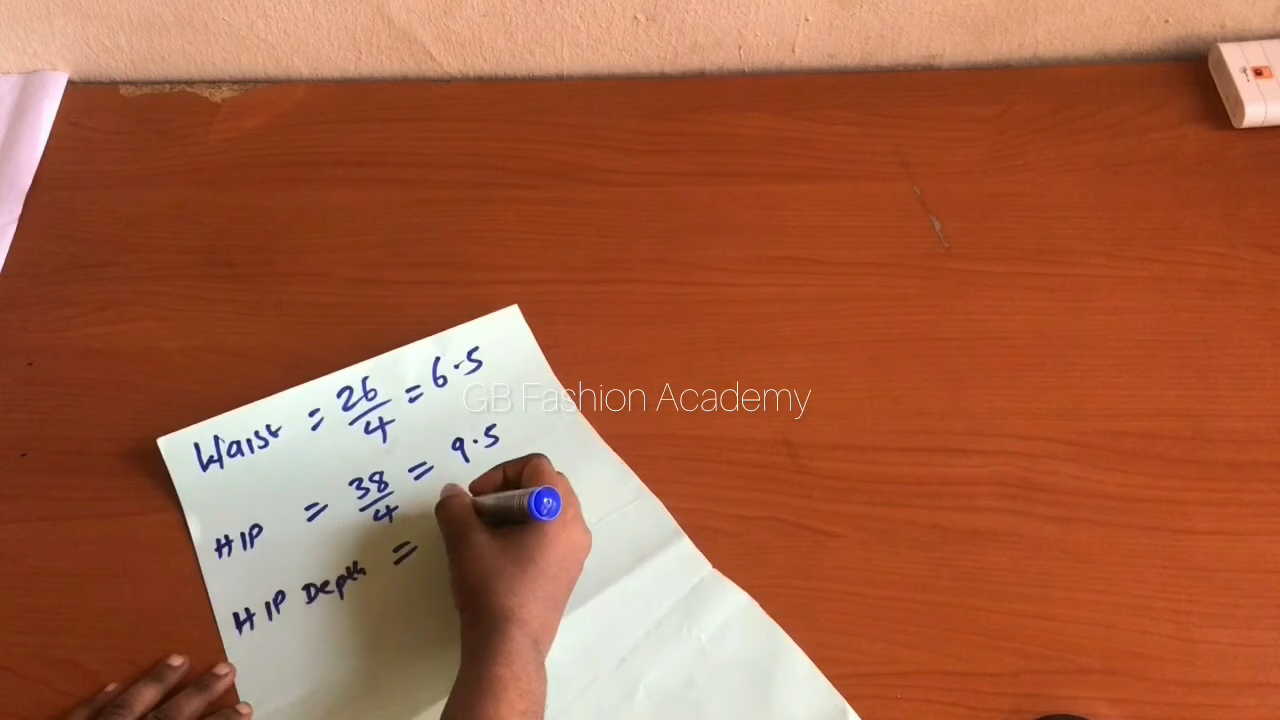 Waist = 26/4 = 6.5
HIP = 38/4 = 9.5
HIP Depth =
GB Fashion Academy